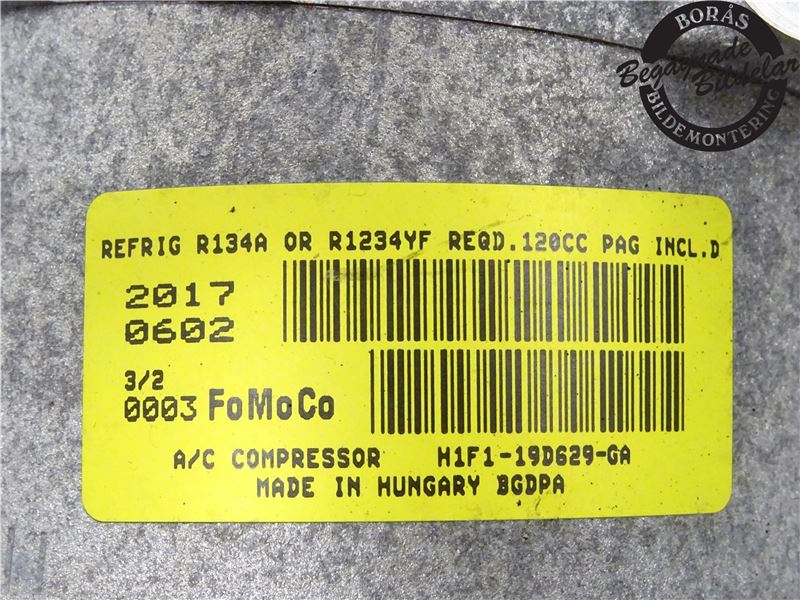 BORÅS
Begagnade
Bildelar
BILDEMONTERING
REFRIG R134A OR R1234YF REQD.120CC PAG INCL.D
2017
0602
3/2
0003 FoMoCo
A/C COMPRESSOR H1F1-19D629-GA
MADE IN HUNGARY BGDPA